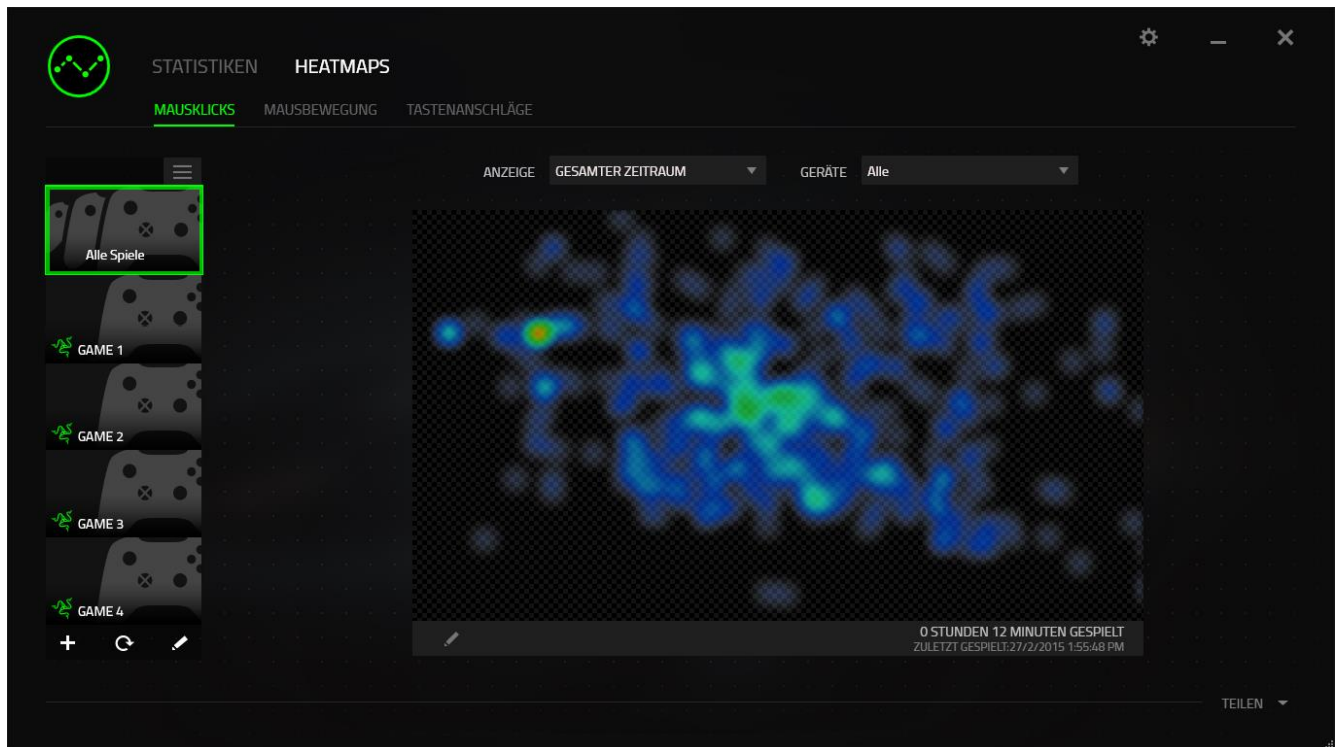 STATISTIKEN HEATMAPS
MAUSKLICKS MAUSBEWEGUNG TASTENANSCHLÄGE
ANZEIGE GESAMTER ZEITRAUM GERÄTE Alle
Alle Spiele
GAME 1
GAME 2
GAME 3
GAME 4
0 STUNDEN 12 MINUTEN GESPIELT
ZULETZT GESPIELT:27/2/2015 1:55:48 PM
TEILEN